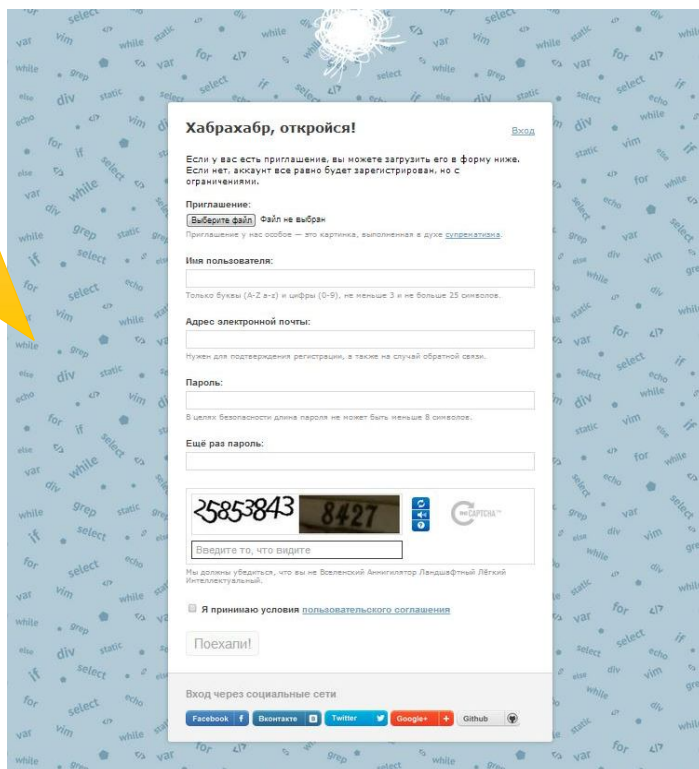 Хабрахабр, откройся!
Вход
Если у вас есть приглашение, вы можете загрузить его в форму ниже.
Если нет, аккаунт все равно будет зарегистрирован, но с
ограничениями.
Приглашение:
Выберите файл Файл не выбран
Приглашение у нас особое — это картинка, выполненная в духе супрематизма.
Имя пользователя:
Только буквы (A-Z a-z) и цифры (0-9), не меньше 3 и не больше 25 символов.
Адрес электронной почты:
Нужен для подтверждения регистрации, а также на случай обратной связи.
Пароль:
В целях безопасности длина пароля не может быть меньше 8 символов.
Ещё раз пароль:
25853843 8427
reCAPTCHA™
Введите то, что видите
Мы должны убедиться, что вы не Вселенский Аннигилятор Ландшафтный Лёгкий
Интеллектуальный.
Я принимаю условия пользовательского соглашения
Поехали!
Вход через социальные сети
Facebook Вконтакте Twitter Google+ Github